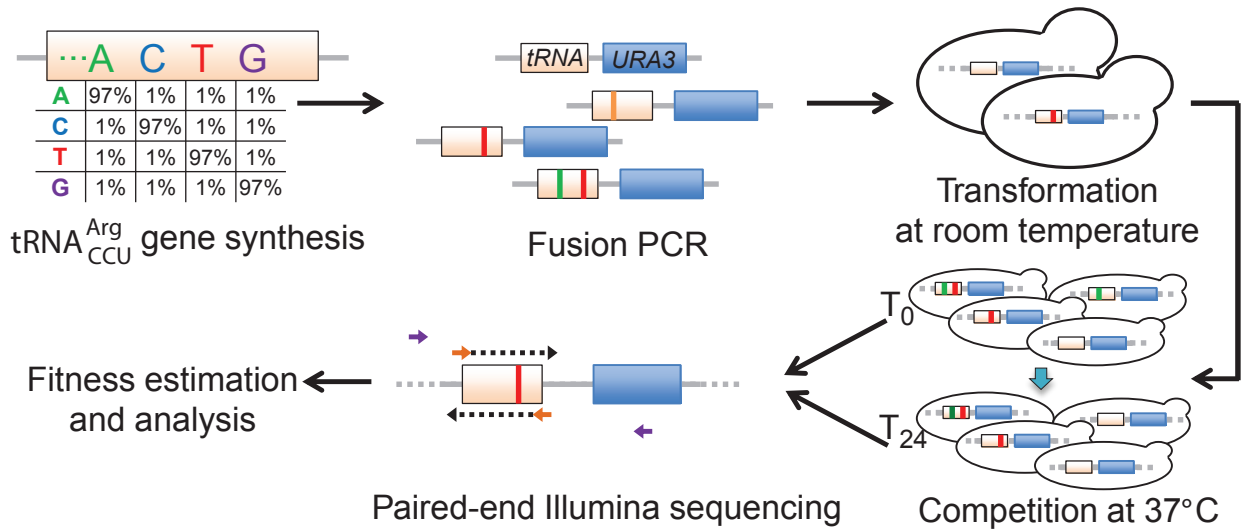 ···A C T G
A 97% 1% 1% 1%
C 1% 97% 1% 1%
T 1% 1% 97% 1%
G 1% 1% 1% 97%
tRNA Arg CCU gene synthesis
tRNA URA3
Fusion PCR
Transformation
at room temperature
T0
T24
Competition at 37°C
Paired-end Illumina sequencing
Fitness estimation
and analysis